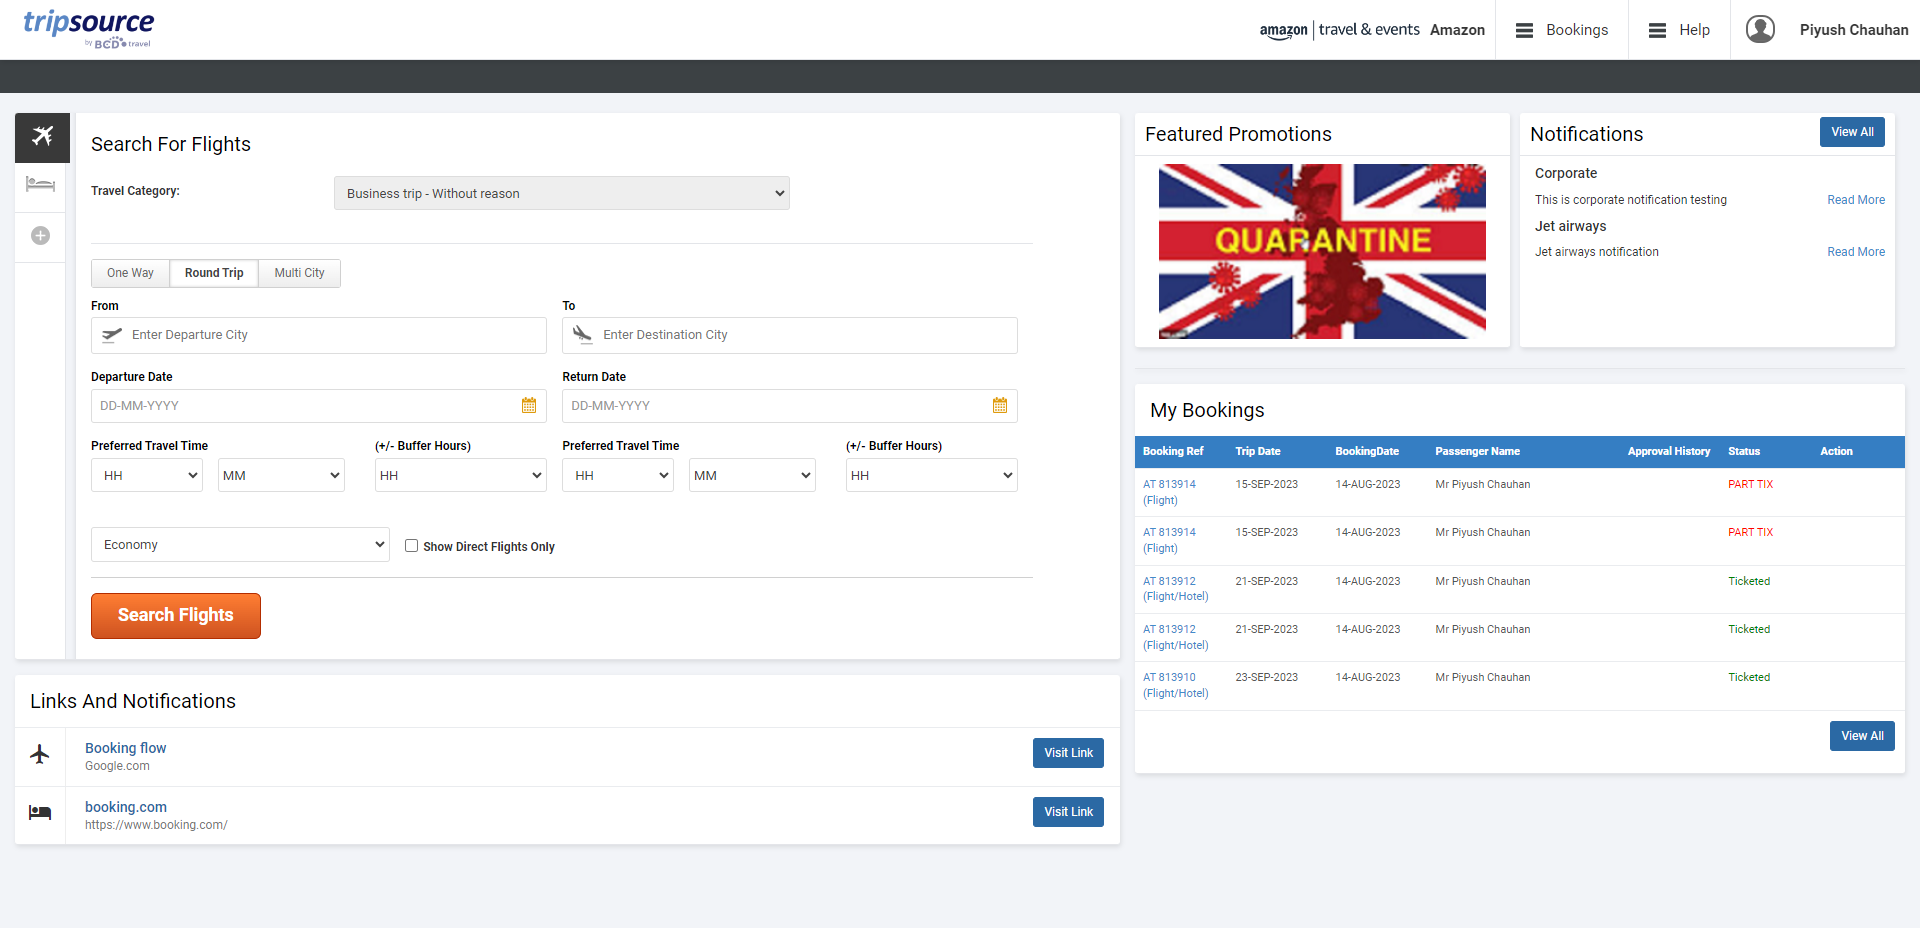 tripsource
by BCD travel
amazon | travel & events Amazon
Bookings
Help
Piyush Chauhan
Search For Flights
Travel Category:
Business trip - Without reason
One Way
Round Trip
Multi City
From
To
Enter Departure City
Enter Destination City
Departure Date
Return Date
DD-MM-YYYY
DD-MM-YYYY
Preferred Travel Time
(+/- Buffer Hours)
Preferred Travel Time
(+/- Buffer Hours)
HH
MM
HH
HH
MM
HH
Economy
Show Direct Flights Only
Search Flights
Links And Notifications
Booking flow
Google.com
Visit Link
booking.com
https://www.booking.com/
Visit Link
Featured Promotions
QUARANTINE
Notifications
View All
Corporate
This is corporate notification testing
Read More
Jet airways
Jet airways notification
Read More
My Bookings
Booking Ref Trip Date BookingDate Passenger Name Approval History Status Action
AT 813914 15-SEP-2023 14-AUG-2023 Mr Piyush Chauhan PART TIX
(Flight)
AT 813914 15-SEP-2023 14-AUG-2023 Mr Piyush Chauhan PART TIX
(Flight)
AT 813912 21-SEP-2023 14-AUG-2023 Mr Piyush Chauhan Ticketed
(Flight/Hotel)
AT 813912 21-SEP-2023 14-AUG-2023 Mr Piyush Chauhan Ticketed
(Flight/Hotel)
AT 813910 23-SEP-2023 14-AUG-2023 Mr Piyush Chauhan Ticketed
(Flight/Hotel)
View All